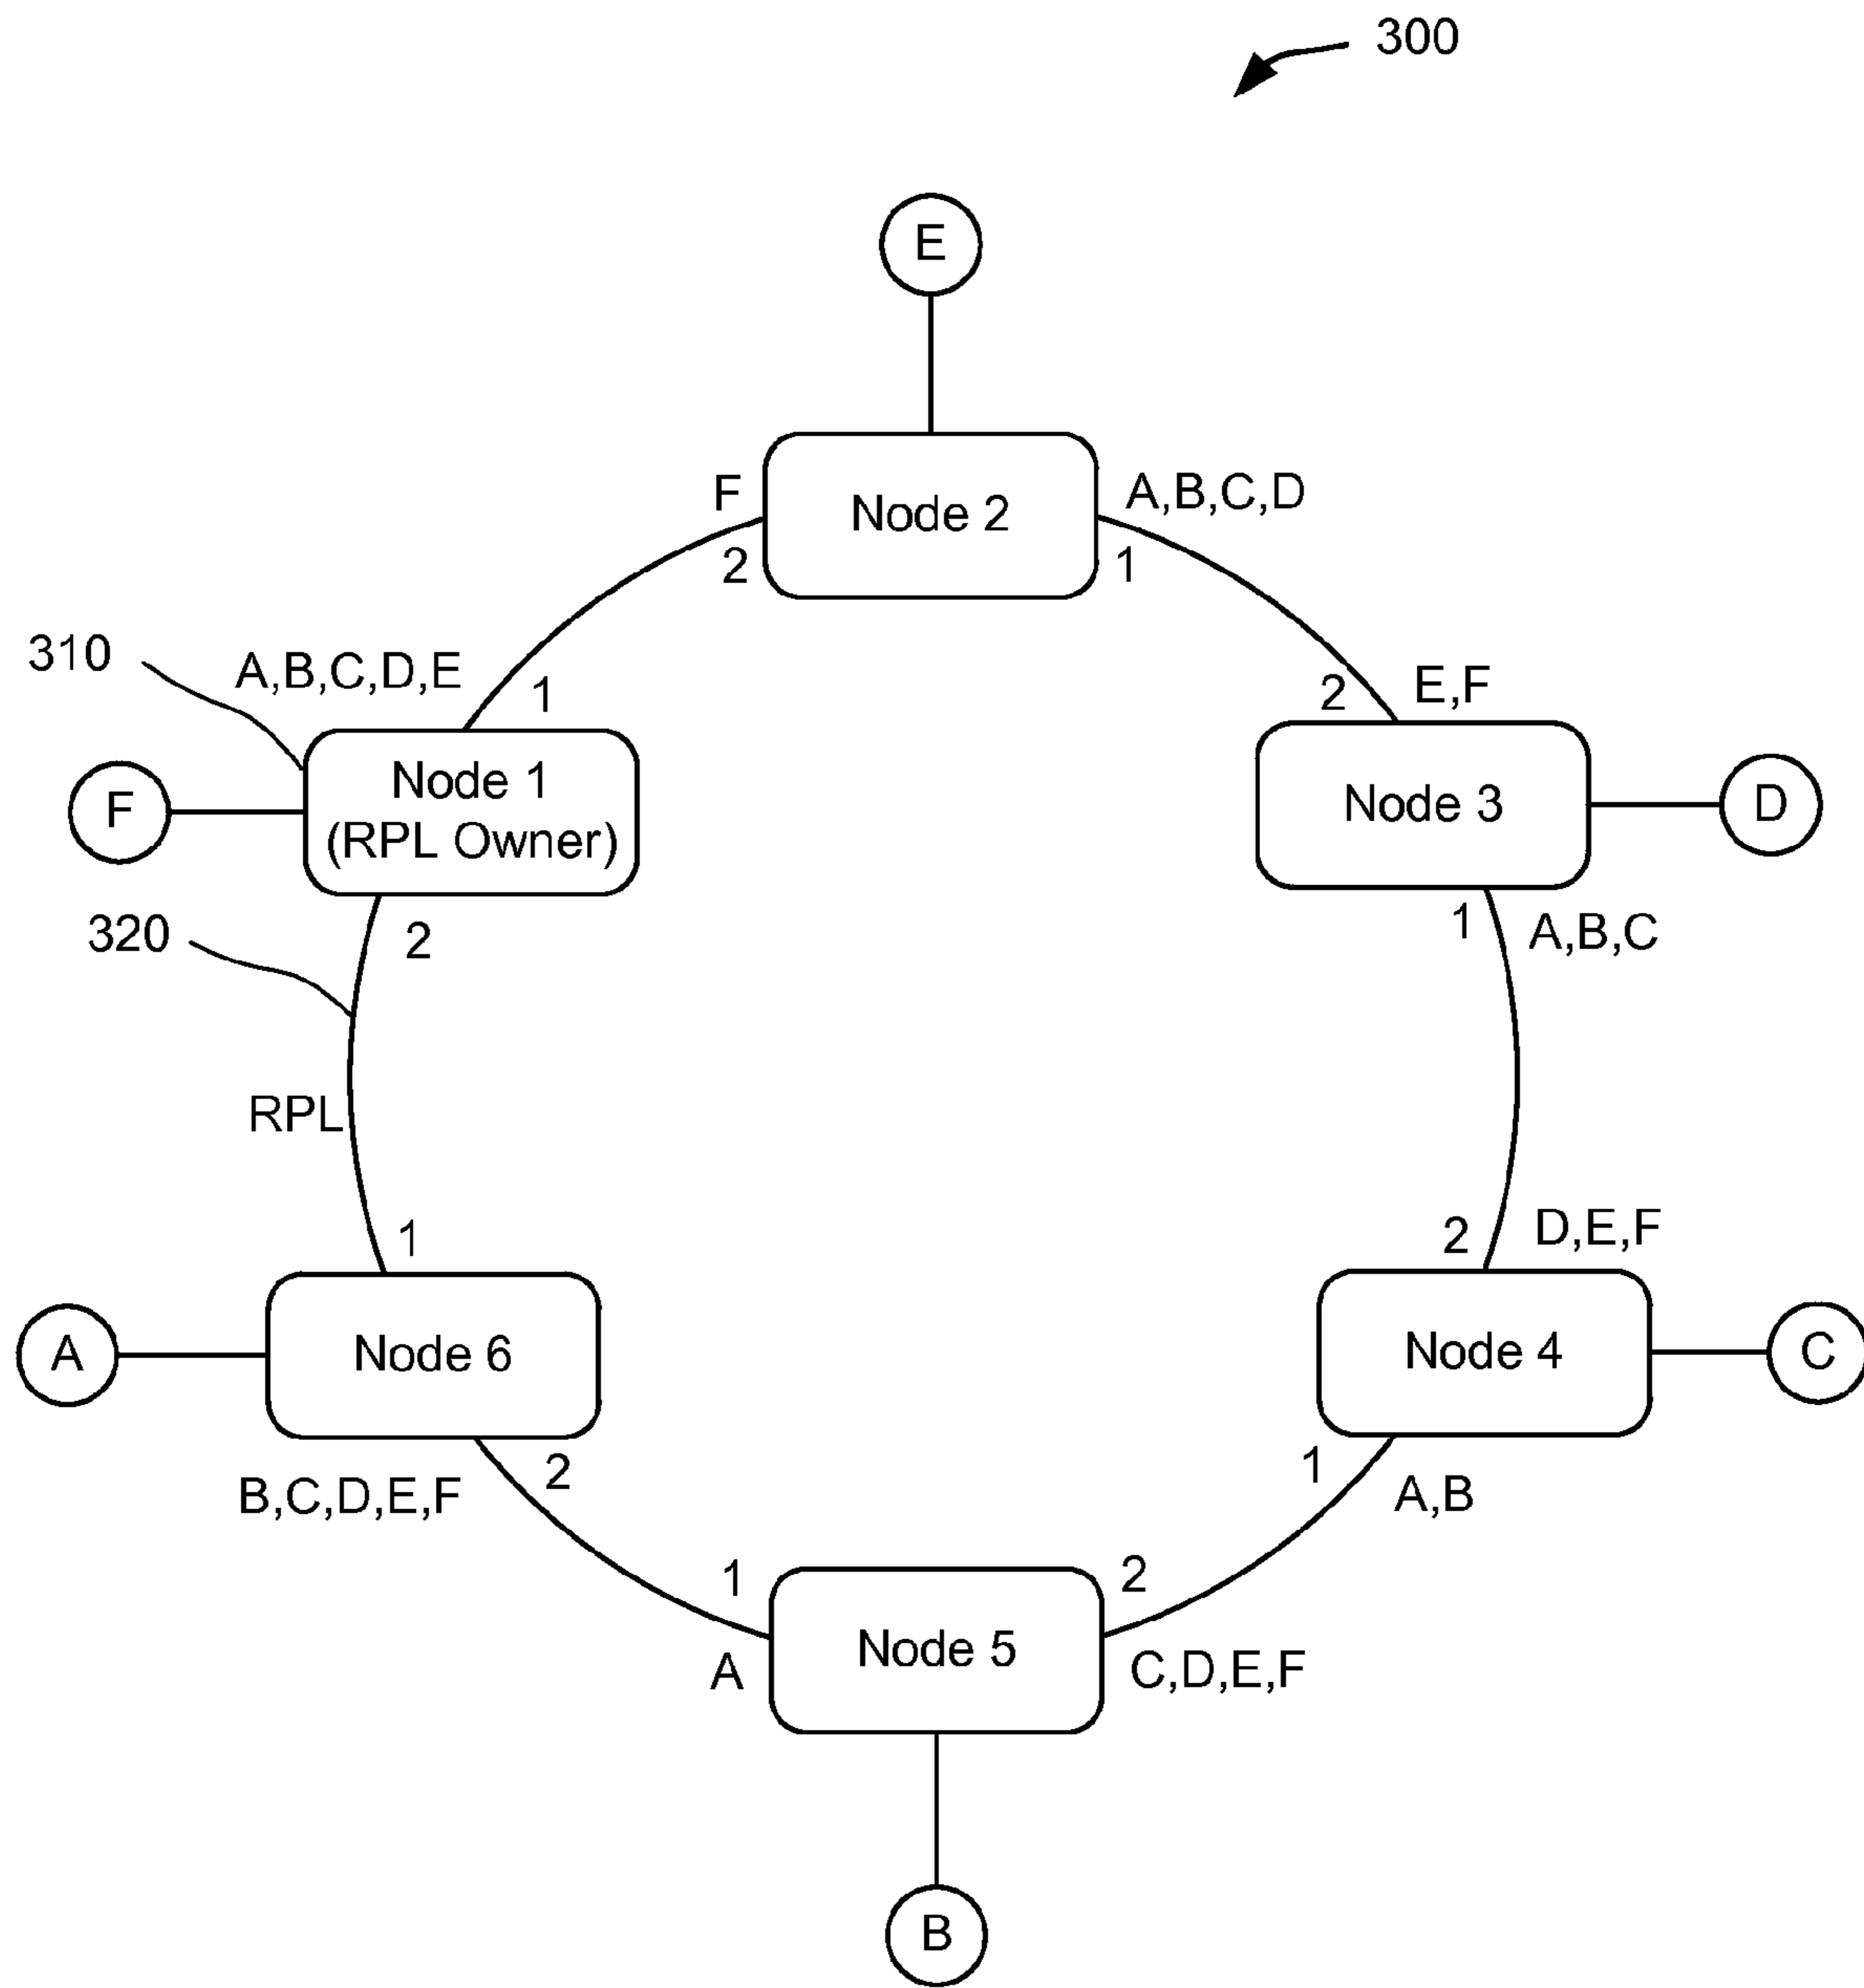 300
E
F
Node 2
A,B,C,D
2
1
310
A,B,C,D,E
1
2
E,F
F
Node 1
(RPL Owner)
Node 3
D
320
2
1
A,B,C
RPL
1
2
D,E,F
A
Node 6
Node 4
C
B,C,D,E,F
2
1
A,B
1
2
A
Node 5
C,D,E,F
B